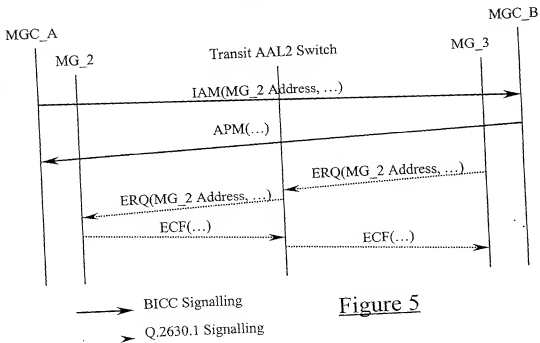 MGC_A
MGC_B
MG_2
Transit AAL2 Switch
MG_3
IAM(MG_2 Address, ...)
APM(...)
ERQ(MG_2 Address, ...)
ERQ(MG_2 Address, ...)
ECF(...)
ECF(...)
BICC Signalling
Q.2630.1 Signalling
Figure 5